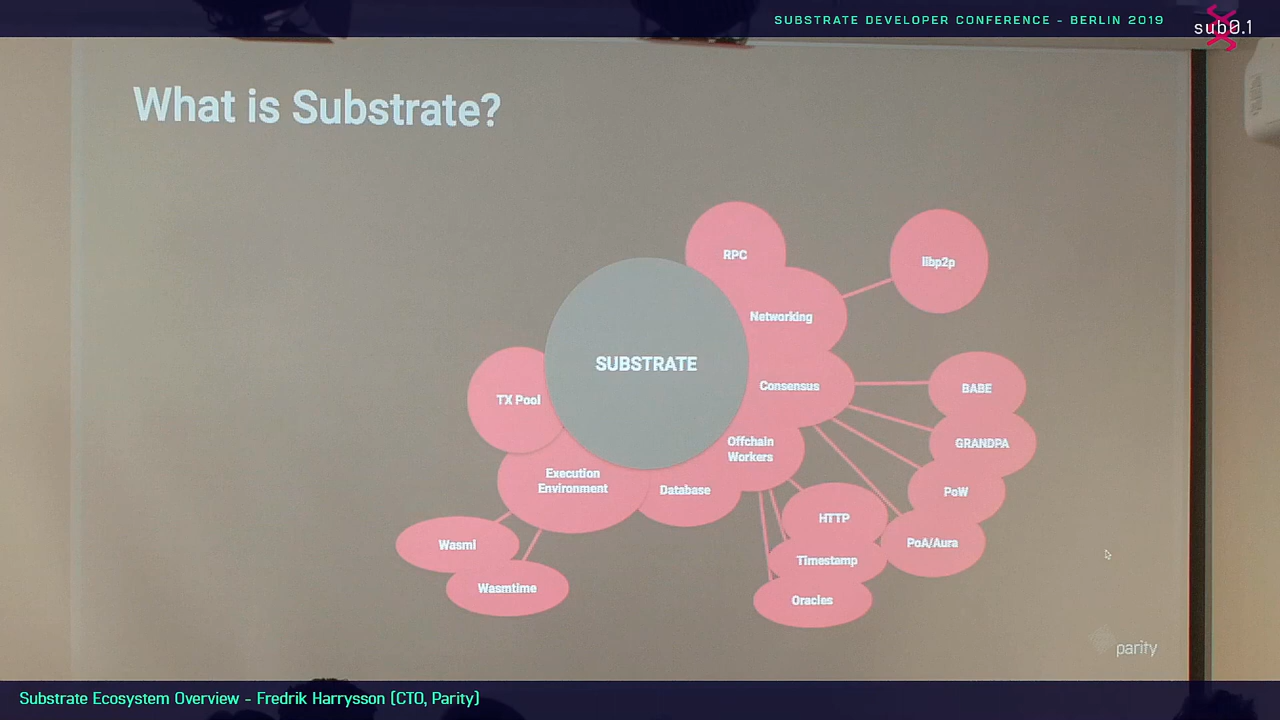 SUBSTRATE DEVELOPER CONFERENCE - BERLIN 2019
sub0.1
What is Substrate?
RPC
libp2p
Networking
SUBSTRATE
Consensus
BABE
TX Pool
Offchain
Workers
GRANDPA
Execution
Environment
Database
PoW
HTTP
Wasmi
PoA/Aura
Timestamp
Wasmtime
Oracles
parity
Substrate Ecosystem Overview - Fredrik Harrysson (CTO, Parity)